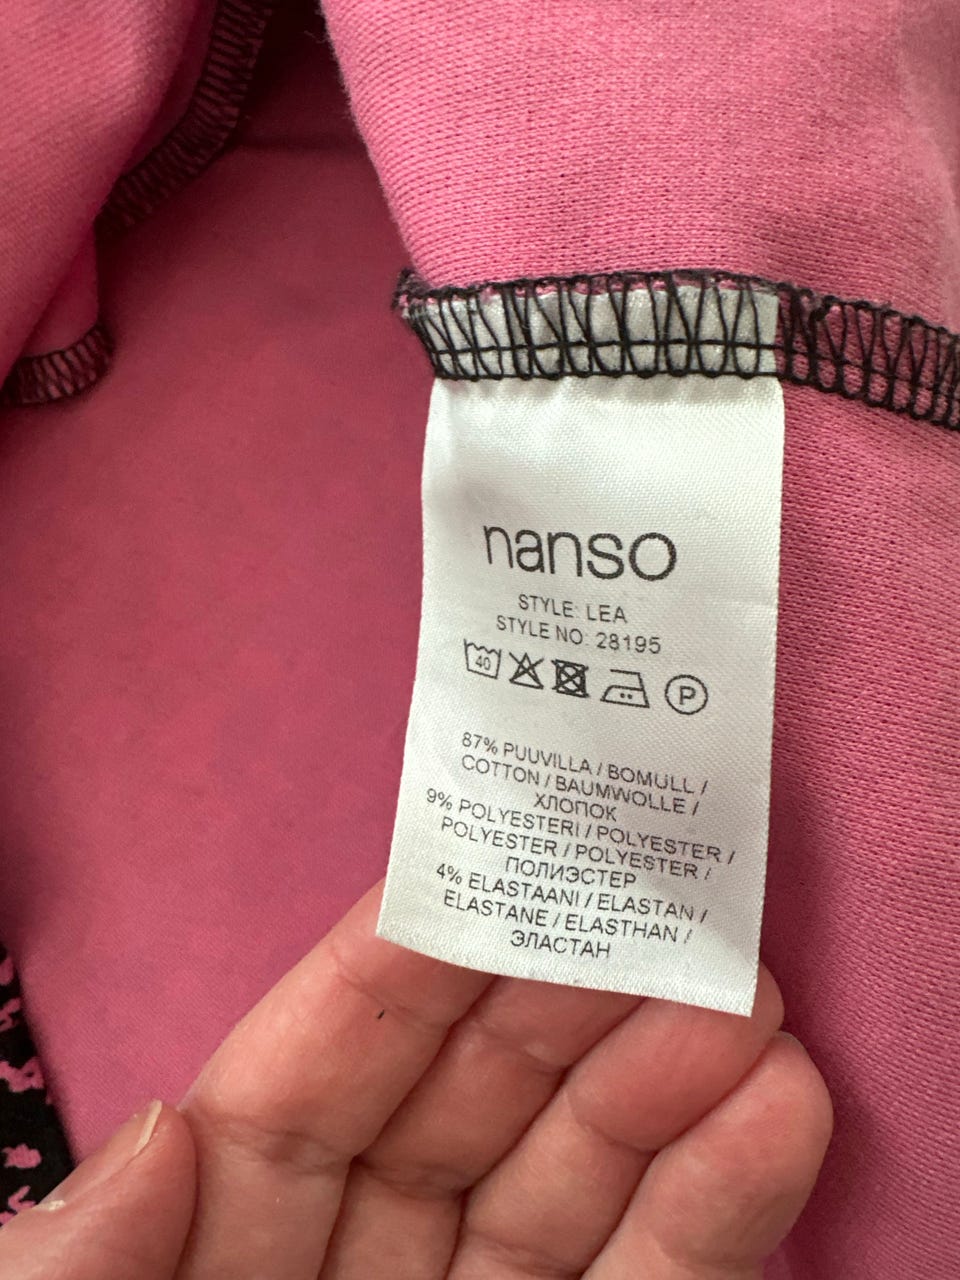 nanso
STYLE: LEA
STYLE NO: 28195
40 P
87% PUUVILLA / BOMULL /
COTTON / BAUMWOLLE /
ХЛОПОК
9% POLYESTERI / POLYESTER /
POLYESTER / POLYESTER /
ПОЛИЭСТЕР
4% ELASTAANI / ELASTAN /
ELASTANE / ELASTHAN /
ЭЛАСТАН